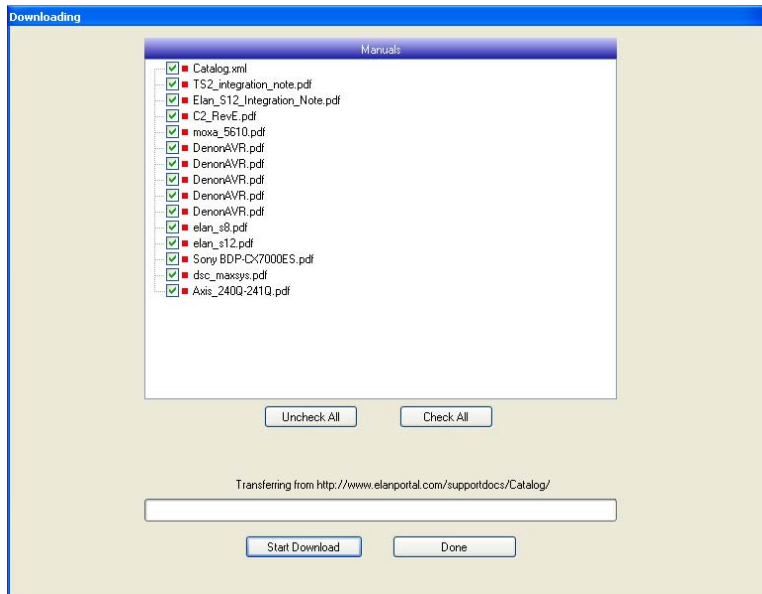 Downloading
Manuals
Catalog.xml
TS2_integration_note.pdf
Elan_S12_Integration_Note.pdf
C2_RevE.pdf
moxa_5610.pdf
DenonAVR.pdf
DenonAVR.pdf
DenonAVR.pdf
DenonAVR.pdf
DenonAVR.pdf
elan_s8.pdf
elan_s12.pdf
Sony BDP-CX7000ES.pdf
dsc_maxsys.pdf
Axis_240Q-241Q.pdf
Uncheck All Check All
Transferring from http://www.elanportal.com/supportdocs/Catalog/
Start Download Done